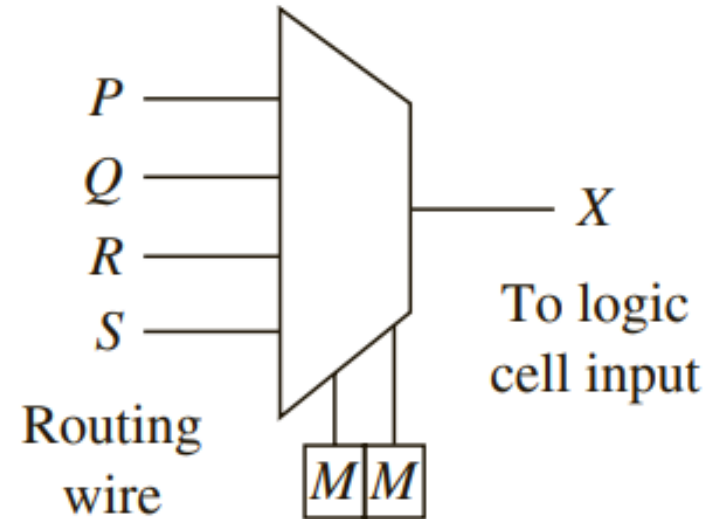 P
Q
R
S
X
To logic
cell input
Routing
wire
M M